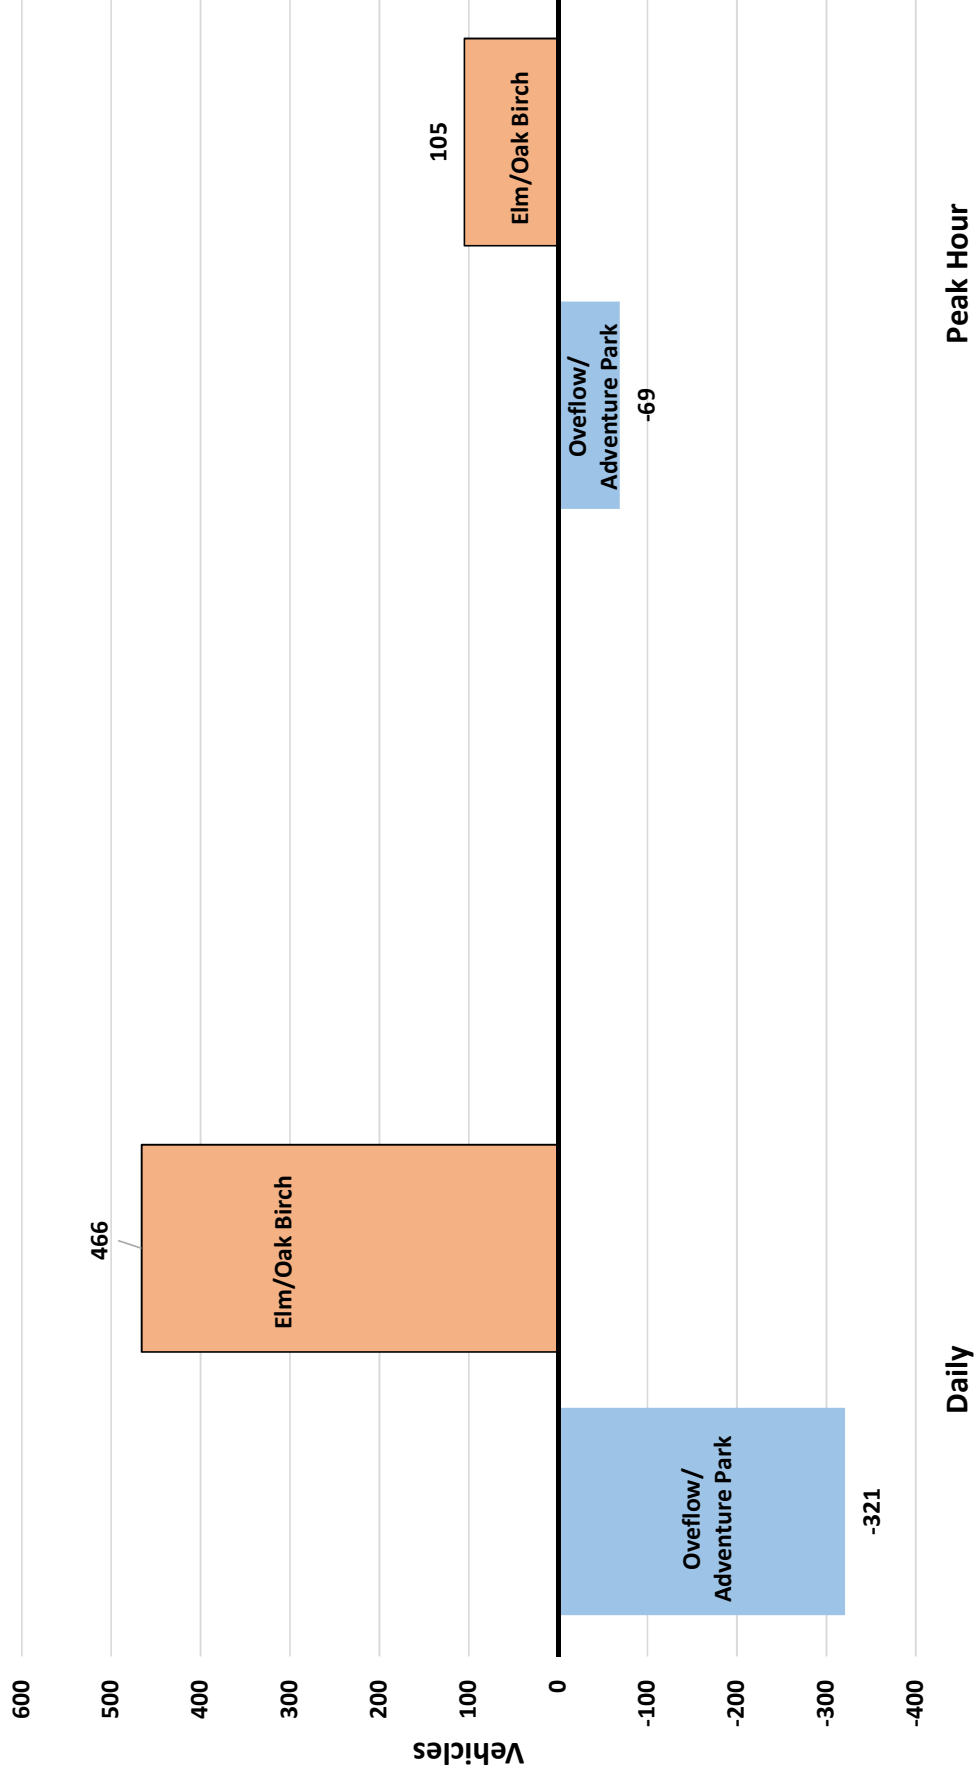 Vehicles
600
500
400
300
200
100
0
-100
-200
-300
-400
466
Elm/Oak Birch
Oveflow/
Adventure Park
-321
Daily
105
Elm/Oak Birch
Oveflow/
Adventure Park
-69
Peak Hour